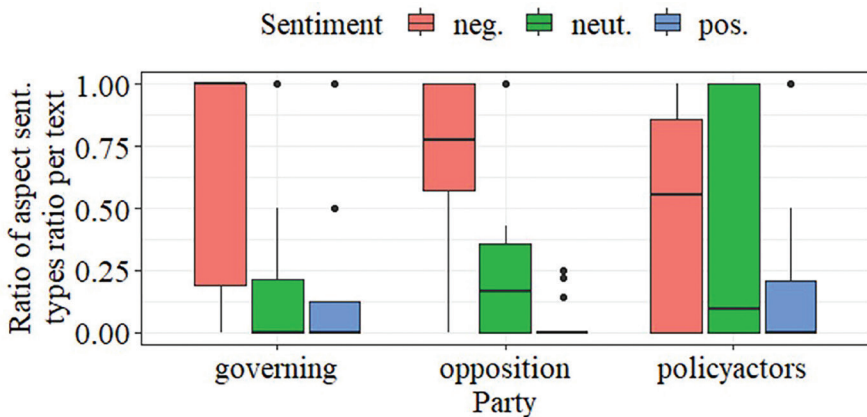 Sentiment neg. neut. pos.
Ratio of aspect sent.
types ratio per text
1.00
0.75
0.50
0.25
0.00
governing opposition policyactors
Party